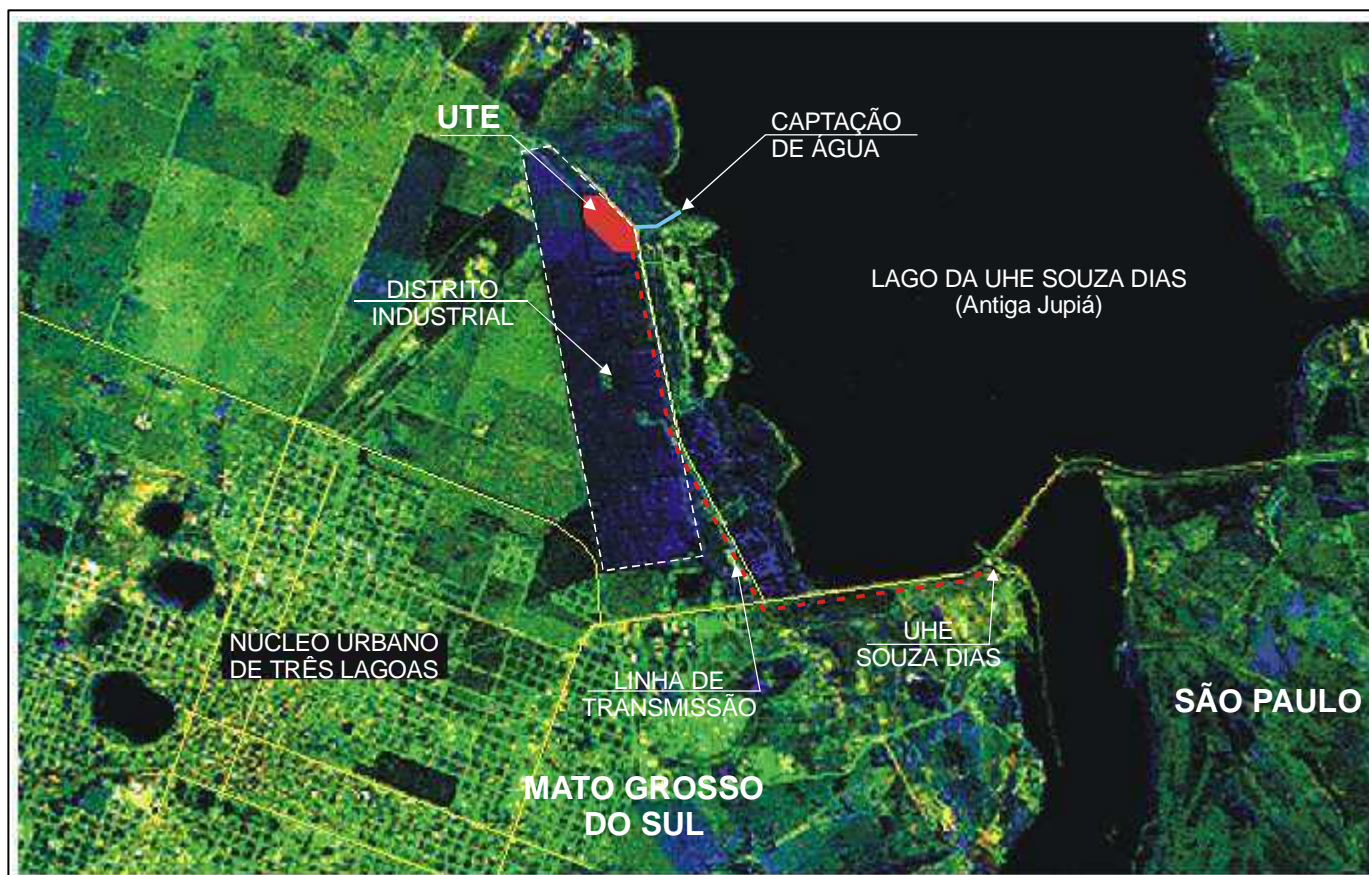 UTE
CAPTAÇÃO
DE ÁGUA
LAGO DA UHE SOUZA DIAS
(Antiga Jupiá)
DISTRITO
INDUSTRIAL
NUCLEO URBANO
DE TRÊS LAGOAS
UHE
SOUZA DIAS
LINHA DE
TRANSMISSÃO
SÃO PAULO
MATO GROSSO
DO SUL